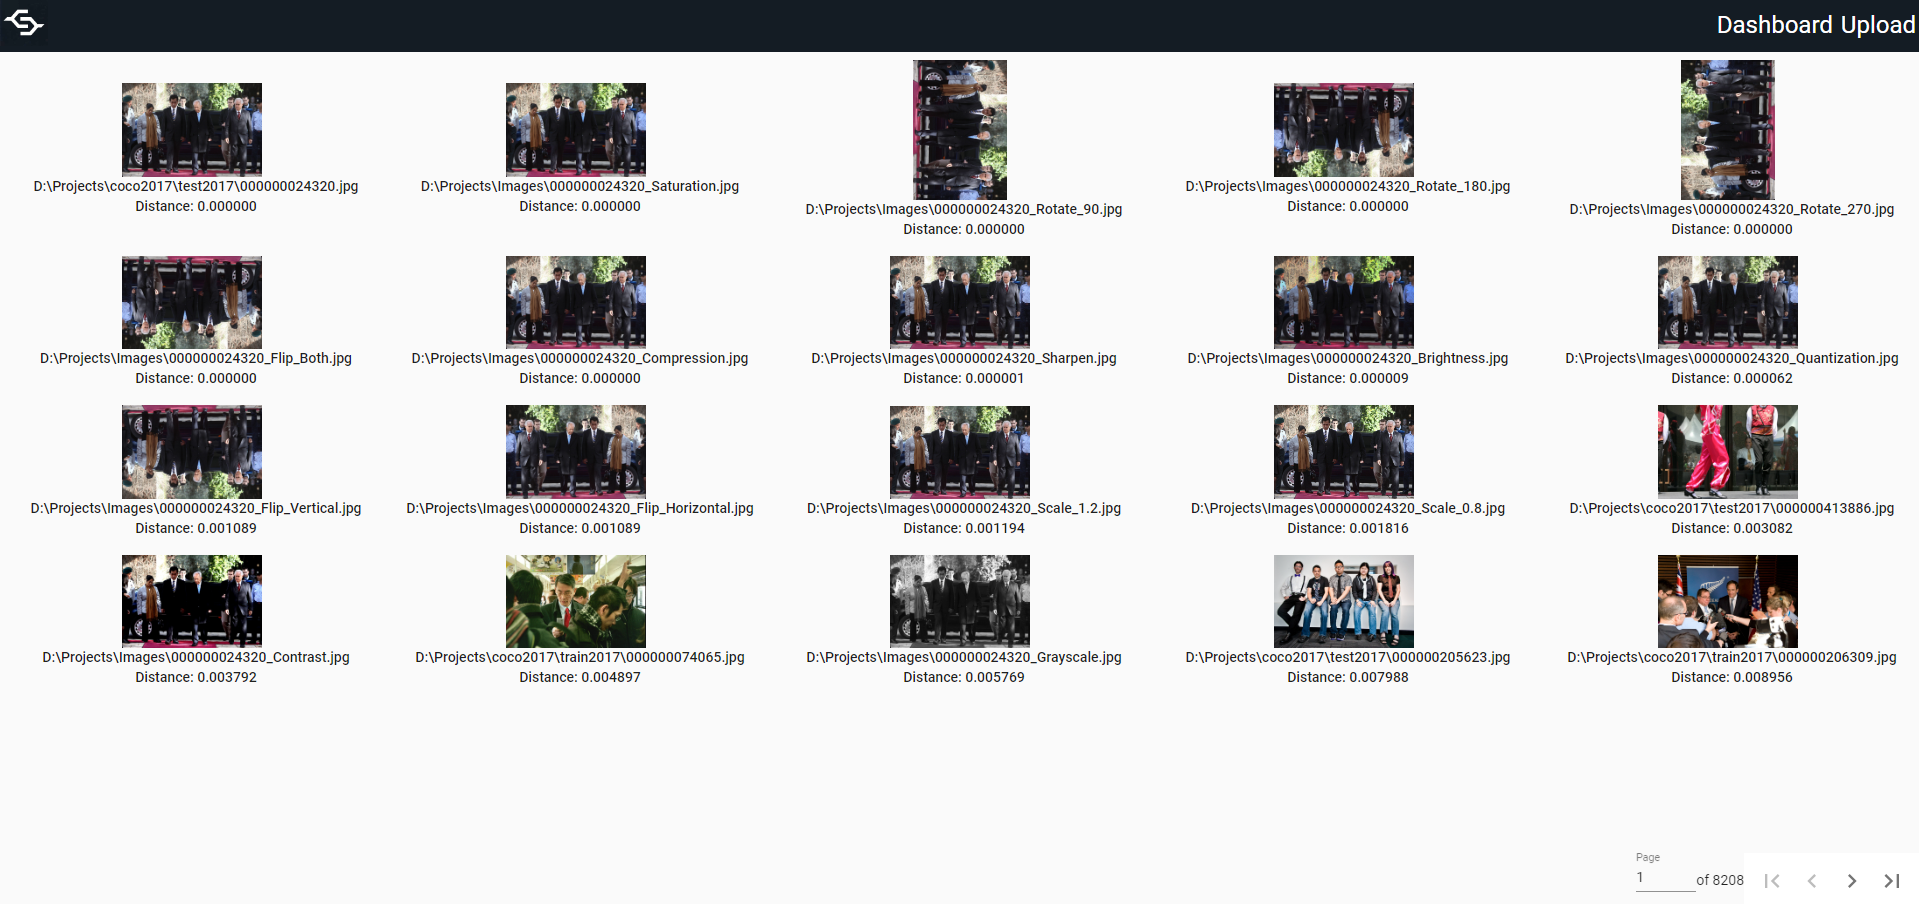 Dashboard Upload
D:\Projects\coco2017\test2017\000000024320.jpg
Distance: 0.000000
D:\Projects\Images\000000024320_Saturation.jpg
Distance: 0.000000
D:\Projects\Images\000000024320_Rotate_90.jpg
Distance: 0.000000
D:\Projects\Images\000000024320_Rotate_180.jpg
Distance: 0.000000
D:\Projects\Images\000000024320_Rotate_270.jpg
Distance: 0.000000
D:\Projects\Images\000000024320_Flip_Both.jpg
Distance: 0.000000
D:\Projects\Images\000000024320_Compression.jpg
Distance: 0.000000
D:\Projects\Images\000000024320_Sharpen.jpg
Distance: 0.000001
D:\Projects\Images\000000024320_Brightness.jpg
Distance: 0.000009
D:\Projects\Images\000000024320_Quantization.jpg
Distance: 0.000062
D:\Projects\Images\000000024320_Flip_Vertical.jpg
Distance: 0.001089
D:\Projects\Images\000000024320_Flip_Horizontal.jpg
Distance: 0.001089
D:\Projects\Images\000000024320_Scale_1.2.jpg
Distance: 0.001194
D:\Projects\Images\000000024320_Scale_0.8.jpg
Distance: 0.001816
D:\Projects\coco2017\test2017\000000413886.jpg
Distance: 0.003082
D:\Projects\Images\000000024320_Contrast.jpg
Distance: 0.003792
D:\Projects\coco2017\train2017\000000074065.jpg
Distance: 0.004897
D:\Projects\Images\000000024320_Grayscale.jpg
Distance: 0.005769
D:\Projects\coco2017\test2017\000000205623.jpg
Distance: 0.007988
D:\Projects\coco2017\train2017\000000206309.jpg
Distance: 0.008956
Page
1 of 8208